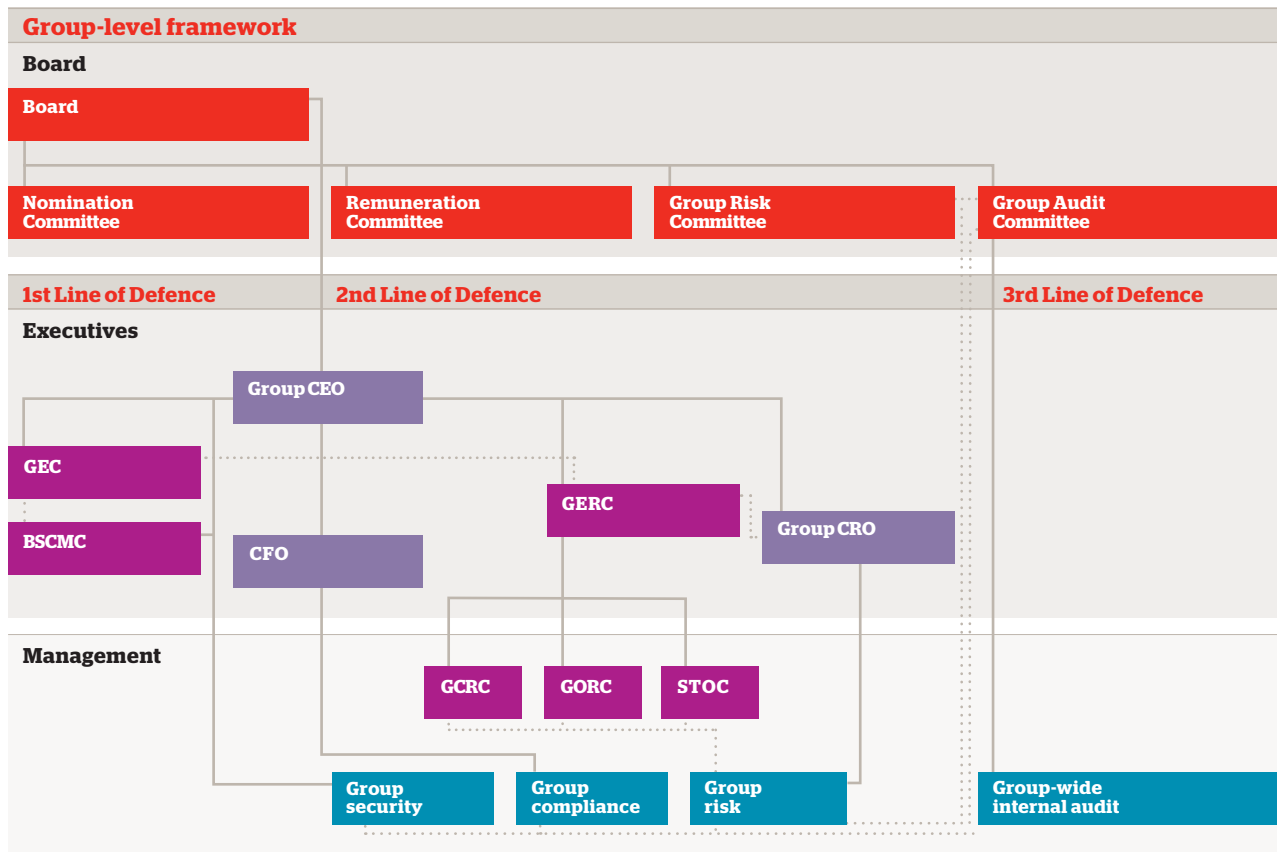 Group-level framework
Board
Board
Nomination
Committee
Remuneration
Committee
Group Risk
Committee
Group Audit
Committee
1st Line of Defence
2nd Line of Defence
3rd Line of Defence
Executives
Group CEO
GEC
GERC
BSCMC
CFO
Group CRO
Management
GCRC
GORC
STOC
Group
security
Group
compliance
Group
risk
Group-wide
internal audit